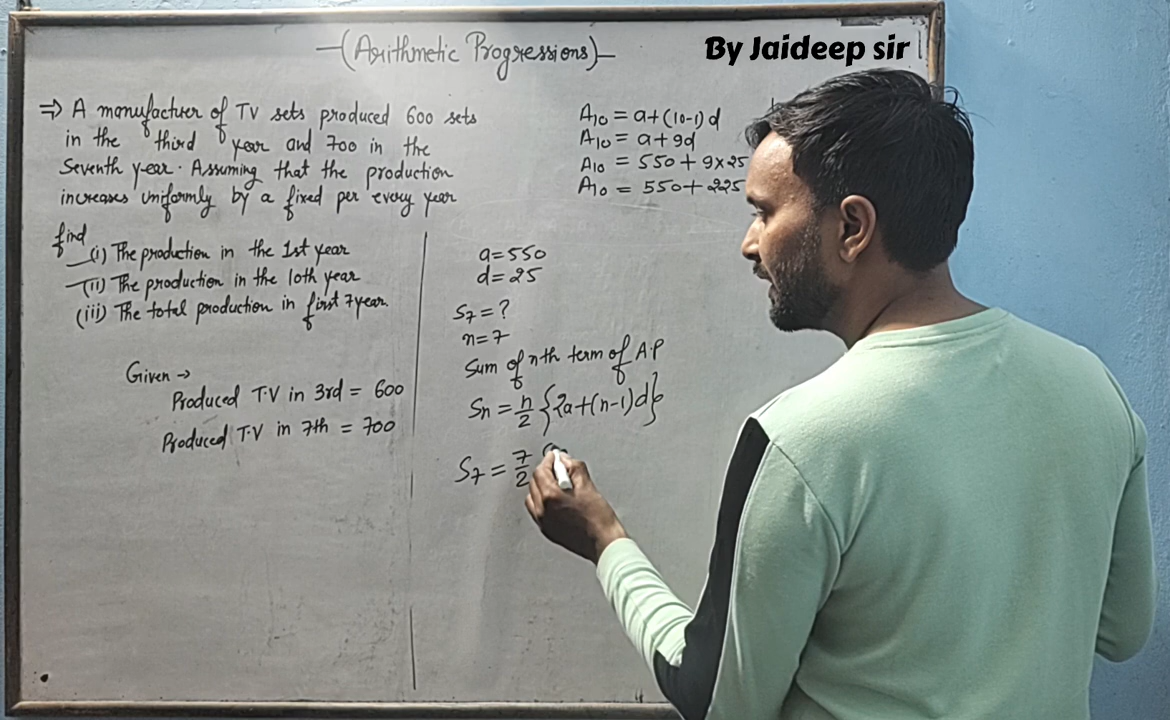 (Arithmetic Progressions)
By Jaideep sir
⇒ A manufacturer of TV sets produced 600 sets
in the third year and 700 in the
Seventh year. Assuming that the production
increases uniformly by a fixed per every year
find
(i) The production in the 1st year
(ii) The production in the 10th year
(iii) The total production in first 7 year.
Given →
Produced T.V in 3rd = 600
Produced T.V in 7th = 700
A10 = a+(10-1)d
A10 = a+9d
A10 = 550+9×25
A10 = 550+225
a=550
d=25
S7=?
n=7
Sum of nth term of A.P
Sn = n/2 {2a+(n-1)d}
S7 = 7/2